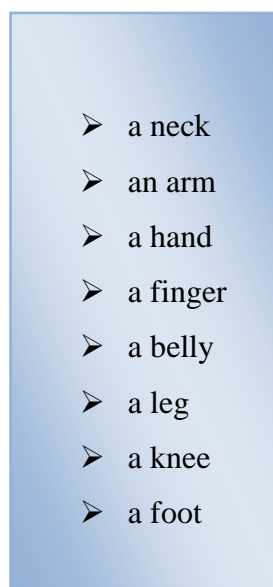 ➢ a neck
➢ an arm
➢ a hand
➢ a finger
➢ a belly
➢ a leg
➢ a knee
➢ a foot